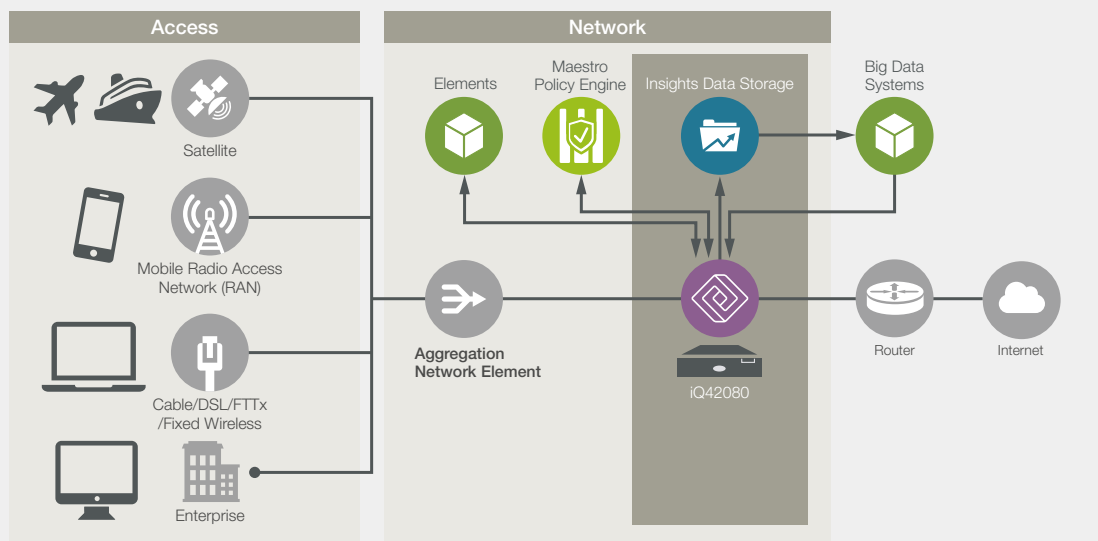 Access
Network
Satellite
Mobile Radio Access
Network (RAN)
Cable/DSL/FTTx
/Fixed Wireless
Enterprise
Elements
Maestro
Policy Engine
Insights Data Storage
Big Data
Systems
Aggregation
Network Element
iQ42080
Router
Internet